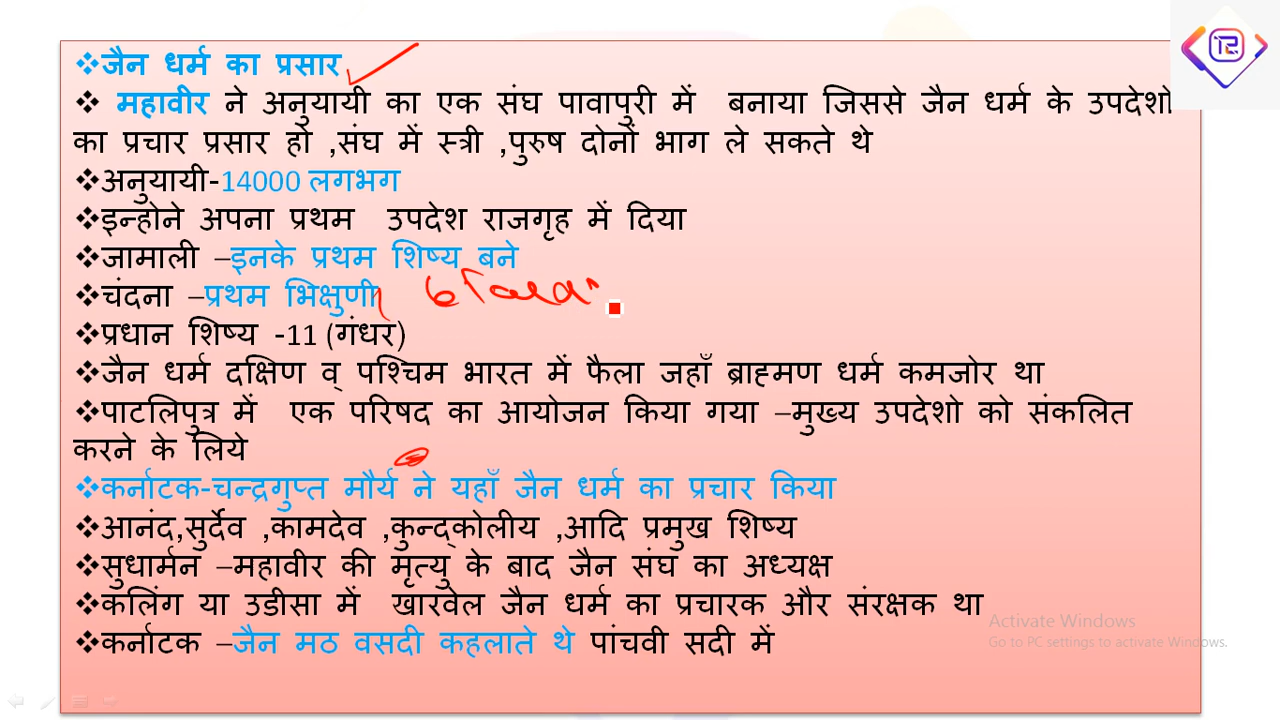 ❖जैन धर्म का प्रसार
❖ महावीर ने अनुयायी का एक संघ पावापुरी में बनाया जिससे जैन धर्म के उपदेशो
का प्रचार प्रसार हो ,संघ में स्त्री ,पुरुष दोनों भाग ले सकते थे
❖अनुयायी-14000 लगभग
❖इन्होने अपना प्रथम उपदेश राजगृह में दिया
❖जामाली –इनके प्रथम शिष्य बने
❖चंदना –प्रथम भिक्षुणी
❖प्रधान शिष्य -11 (गंधर)
❖जैन धर्म दक्षिण व् पश्चिम भारत में फैला जहाँ ब्राह्मण धर्म कमजोर था
❖पाटलिपुत्र में एक परिषद का आयोजन किया गया –मुख्य उपदेशो को संकलित
करने के लिये
❖कर्नाटक-चन्द्रगुप्त मौर्य ने यहाँ जैन धर्म का प्रचार किया
❖आनंद,सुर्देव ,कामदेव ,कुन्द्कोलीय ,आदि प्रमुख शिष्य
❖सुधार्मन –महावीर की मृत्यु के बाद जैन संघ का अध्यक्ष
❖कलिंग या उडीसा में खारवेल जैन धर्म का प्रचारक और संरक्षक था
❖कर्नाटक –जैन मठ वसदी कहलाते थे पांचवी सदी में
Activate Windows
Go to PC settings to activate Windows.